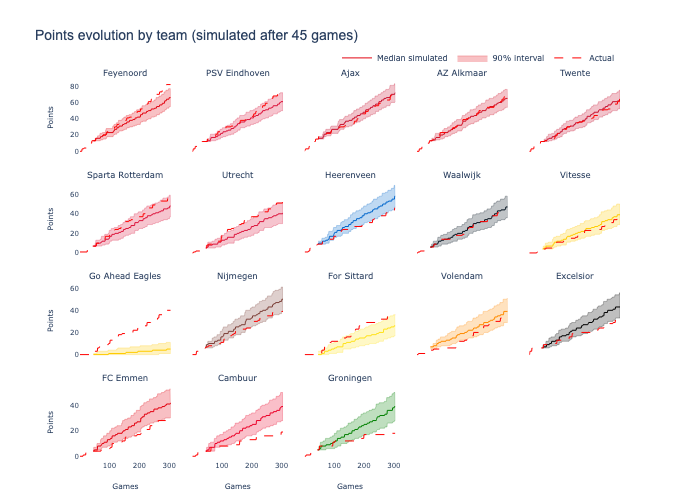 Points evolution by team (simulated after 45 games)
Median simulated 90% interval Actual
Feyenoord PSV Eindhoven Ajax AZ Alkmaar Twente
80
60
40
20
0
Points
Sparta Rotterdam Utrecht Heerenveen Waalwijk Vitesse
60
40
20
0
Points
Go Ahead Eagles Nijmegen For Sittard Volendam Excelsior
60
40
20
0
Points
FC Emmen Cambuur Groningen
40
20
0
Points
100 200 300 100 200 300 100 200 300
Games Games